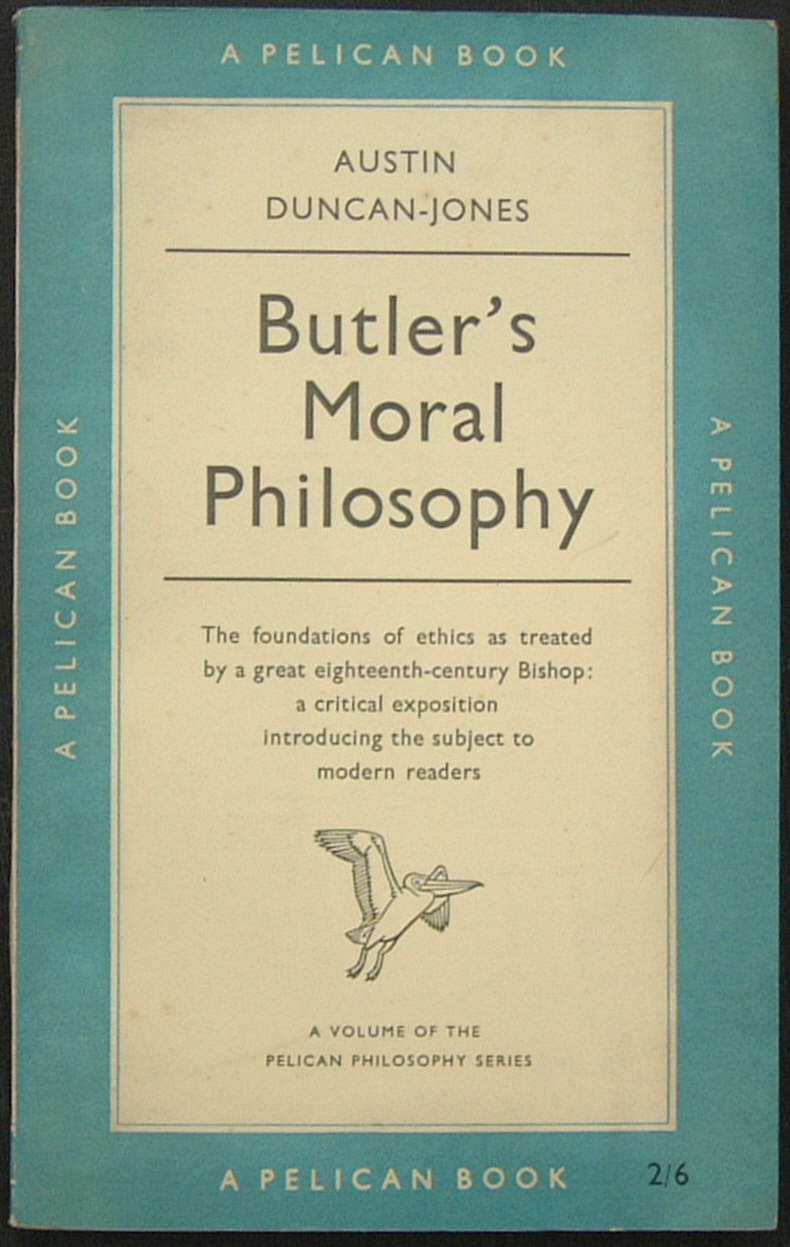 A PELICAN BOOK
AUSTIN
DUNCAN-JONES
Butler's
Moral
Philosophy
The foundations of ethics as treated
by a great eighteenth-century Bishop:
a critical exposition
introducing the subject to
modern readers
A VOLUME OF THE
PELICAN PHILOSOPHY SERIES
A PELICAN BOOK
A PELICAN BOOK
A PELICAN BOOK
2/6